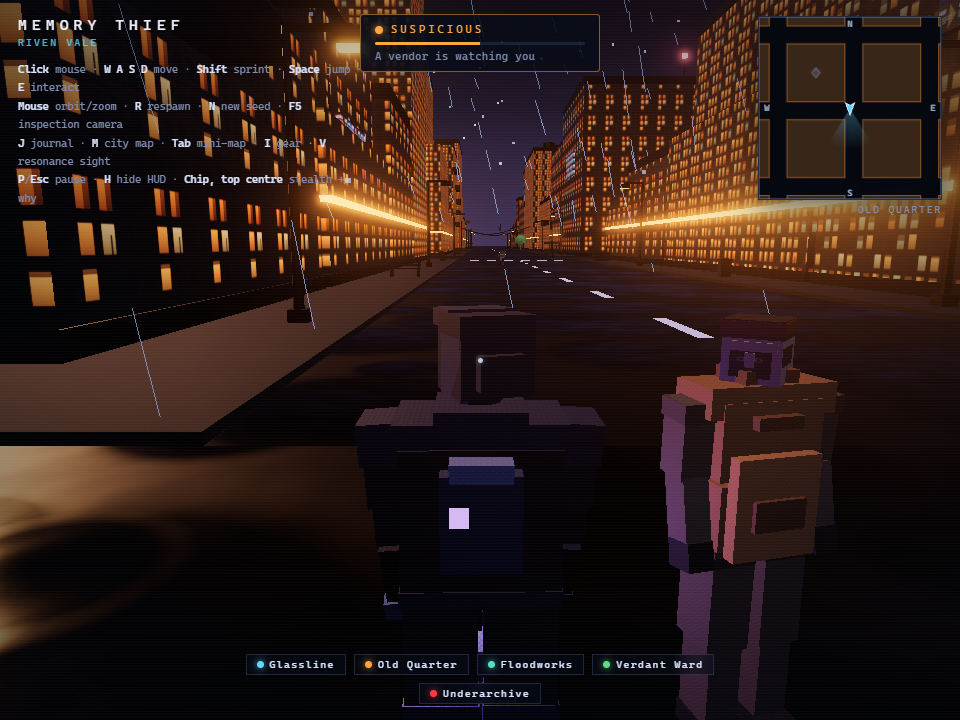 MEMORY THIEF
RIVEN VALE
Click mouse · W A S D move · Shift sprint · Space jump
E interact
Mouse orbit/zoom · R respawn · N new seed · F5
inspection camera
J journal · M city map · Tab mini-map · I gear · V
resonance sight
P/Esc pause · H hide HUD · Chip, top centre stealth
why
SUSPICIOUS
A vendor is watching you
N
W
E
S
OLD QUARTER
Glassline
Old Quarter
Floodworks
Verdant Ward
Underarchive